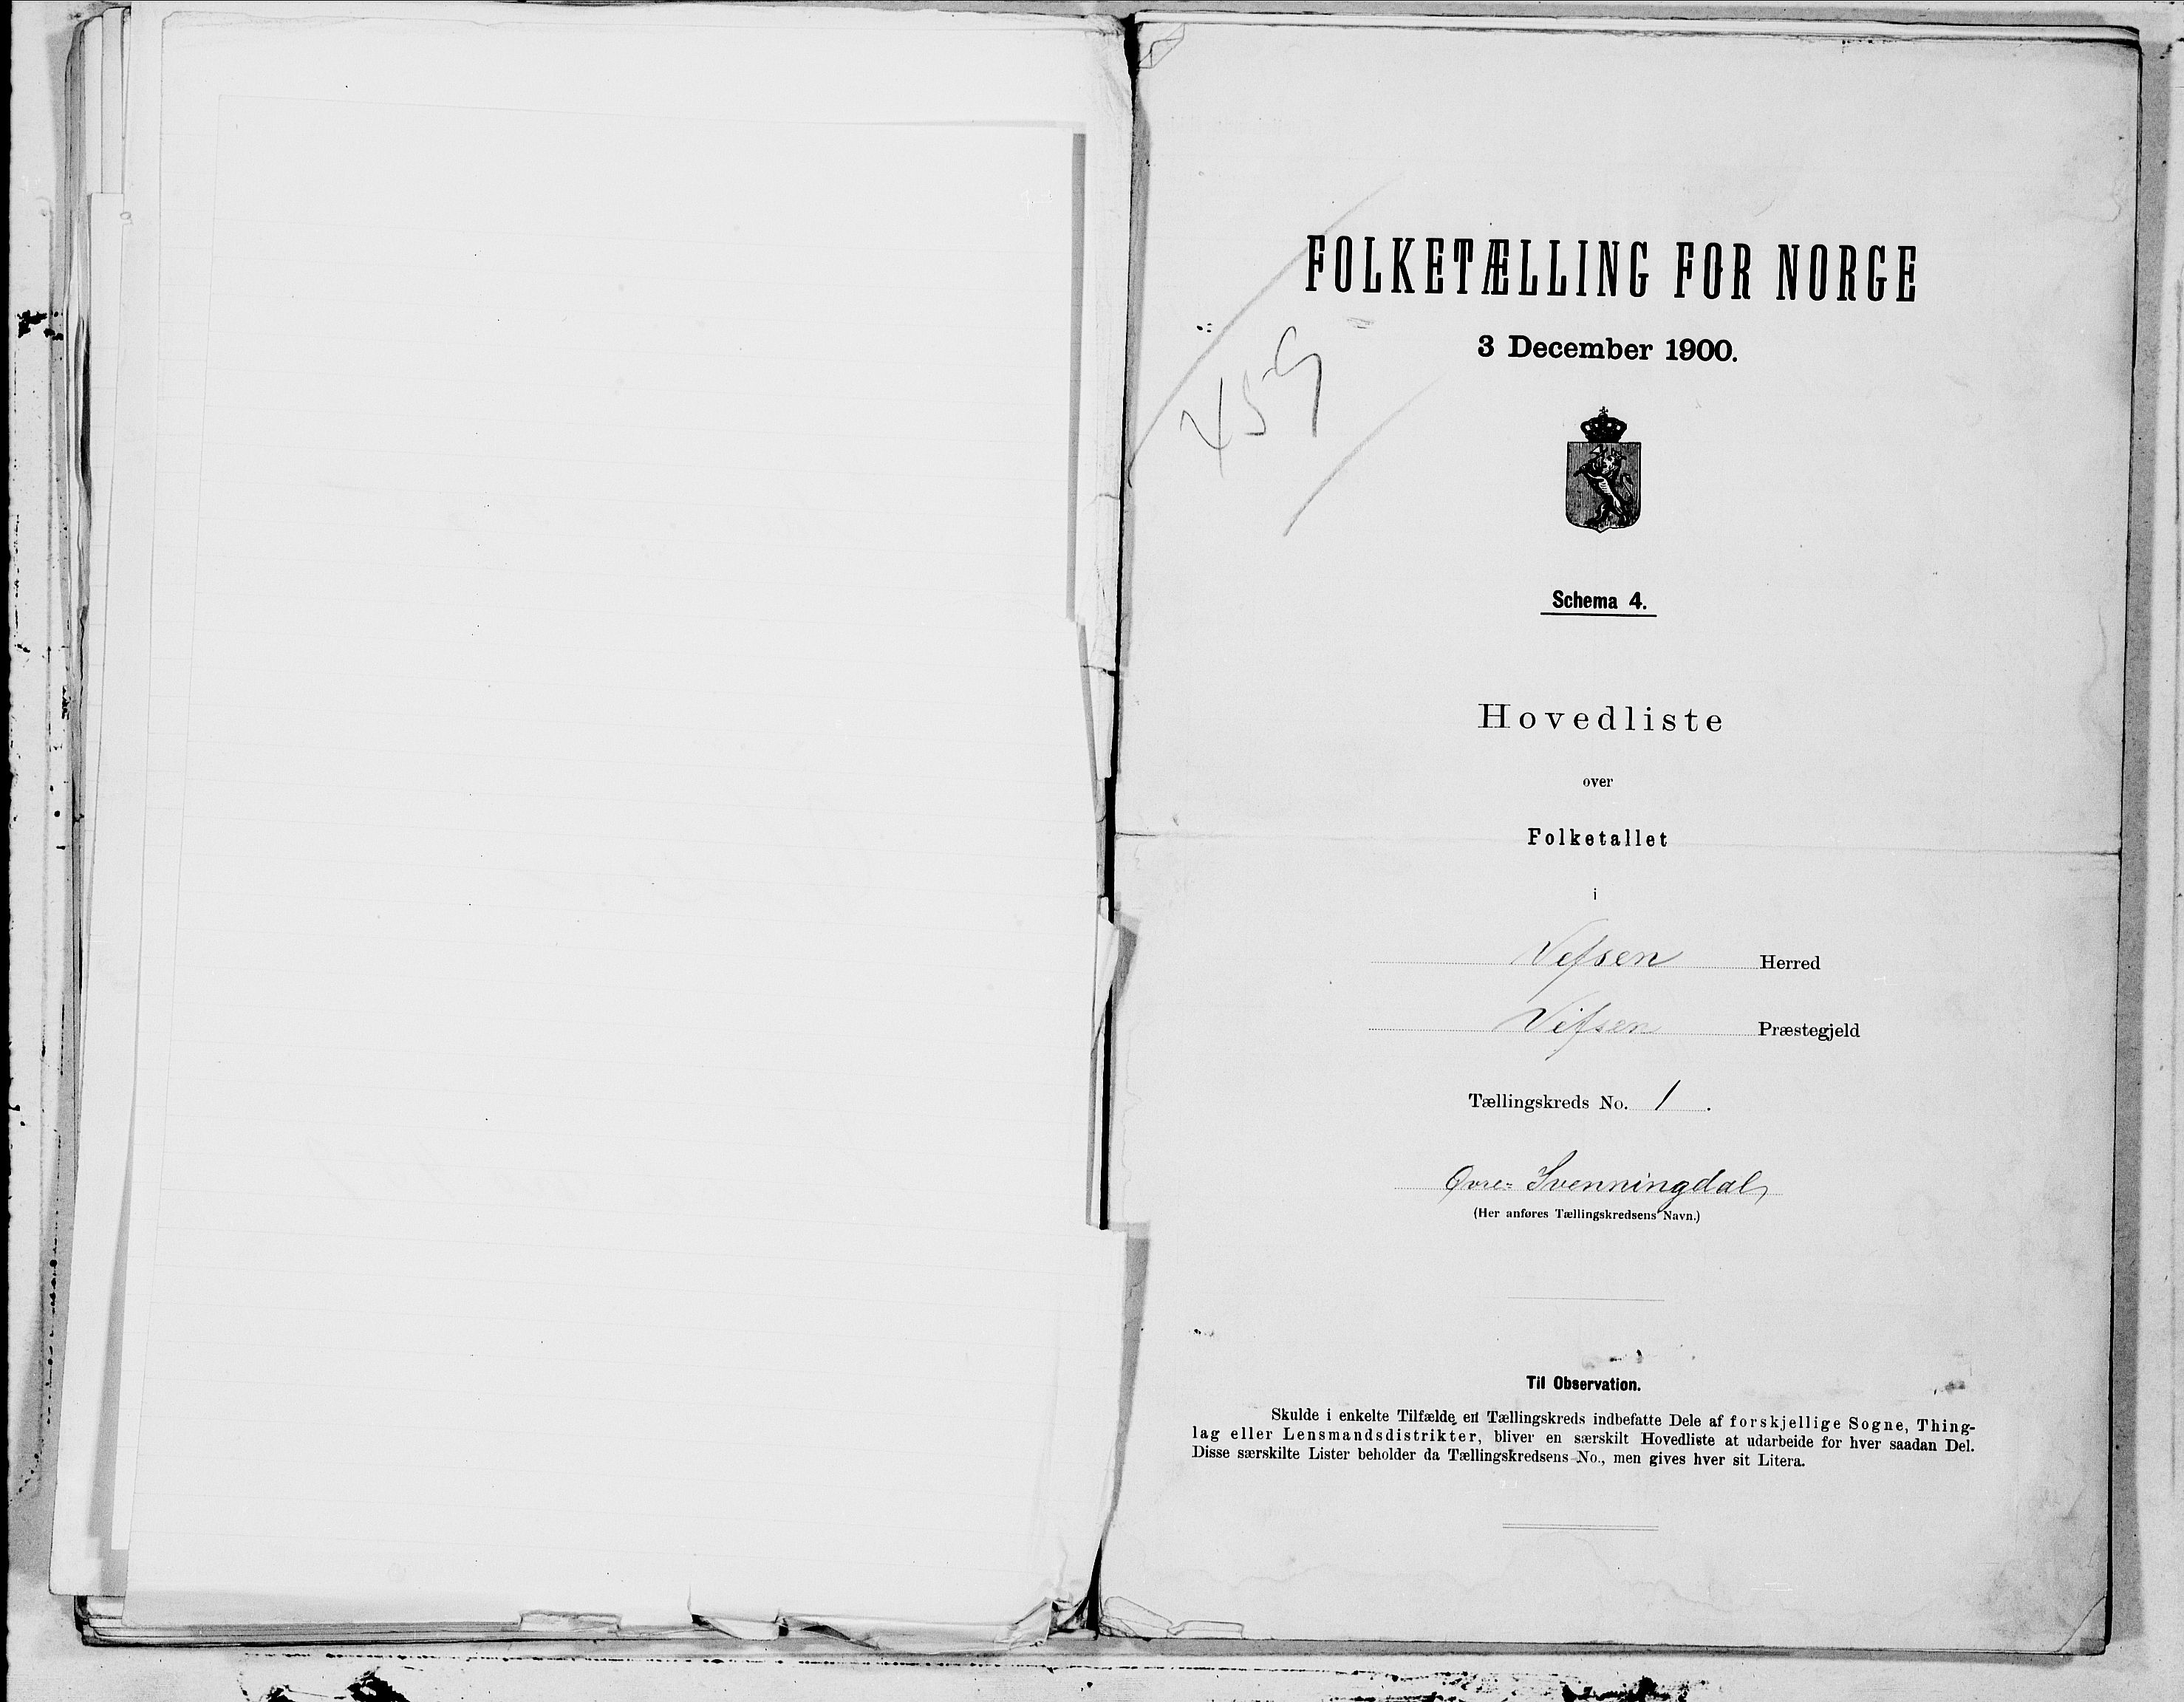 FOLKETÆLLING FOR NORGE
3 December 1900.
459
Schema 4.
Hovedliste
over
Folketallet
i
Vefsen Herred
Vefsen Præstegjeld
Tællingskreds No. 1.
Øvre- Svenningdal,
(Her anføres Tællingskredsens Navn.)
Til Observation.
Skulde i enkelte Tilfælde en Tællingskreds indbefatte Dele af forskjellige Sogne, Thing-
lag eller Lensmandsdistrikter, bliver en særskilt Hovedliste at udarbeide for hver saadan Del.
Disse særskilte Lister beholder da Tællingskredsens No., men gives hver sit Litera.